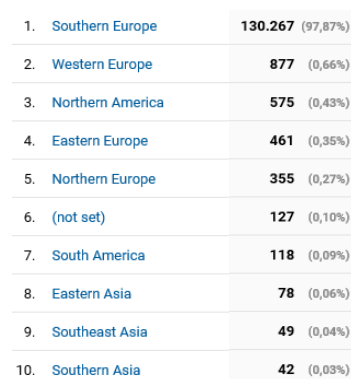 1. Southern Europe 130.267 (97,87%)
2. Western Europe 877 (0,66%)
3. Northern America 575 (0,43%)
4. Eastern Europe 461 (0,35%)
5. Northern Europe 355 (0,27%)
6. (not set) 127 (0,10%)
7. South America 118 (0,09%)
8. Eastern Asia 78 (0,06%)
9. Southeast Asia 49 (0,04%)
10. Southern Asia 42 (0,03%)